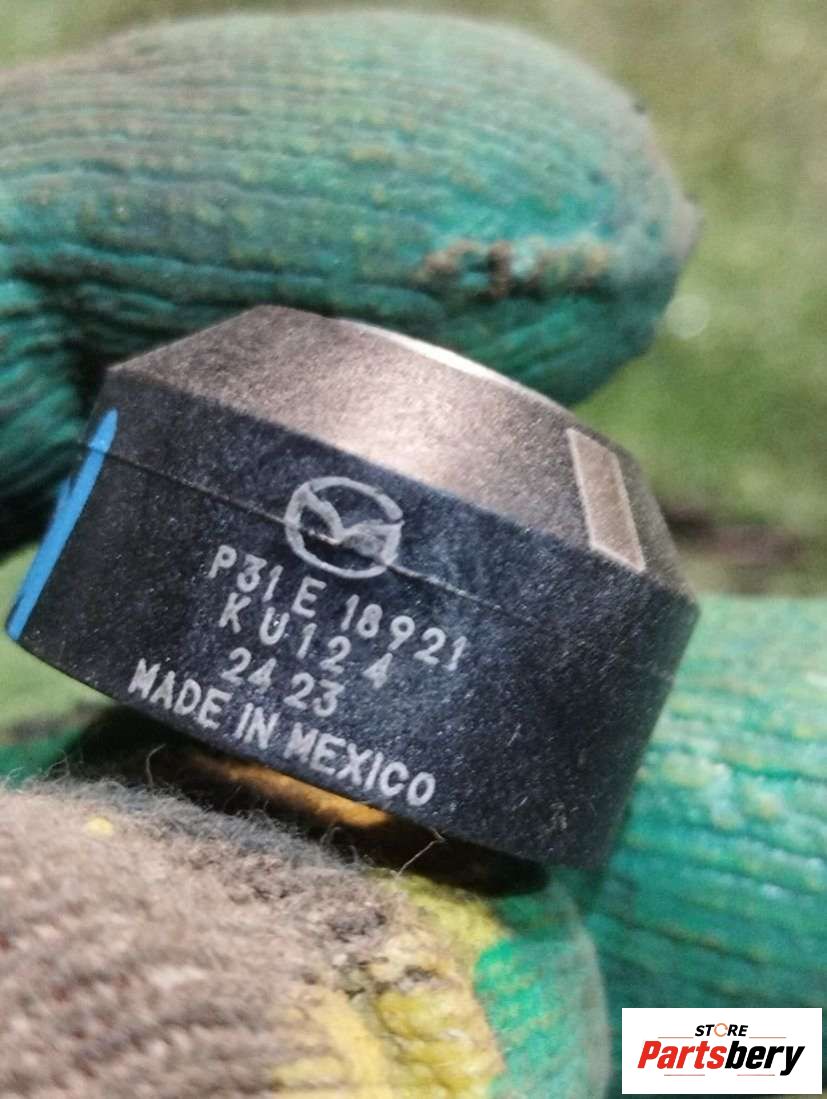 P31E 18921
KU124
24 23
MADE IN MEXICO
STORE
Partsbery